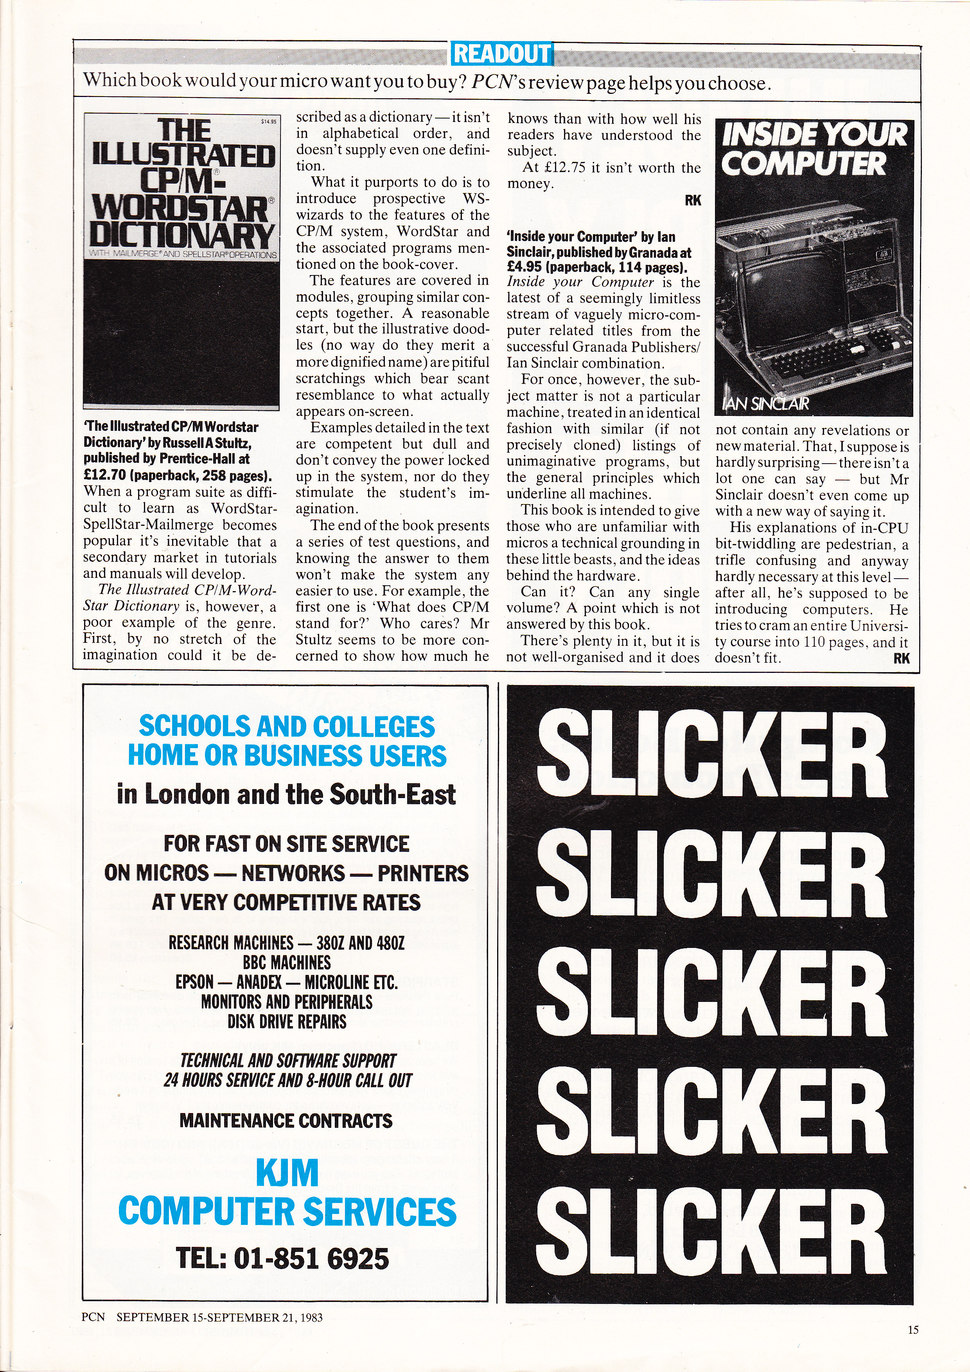 READOUT
Which book would your micro want you to buy? PCN's review page helps you choose.
$14.95
THE
ILLUSTRATED
CP/M®-
WORDSTAR®
DICTIONARY
WITH MAILMERGE® AND SPELLSTAR® OPERATIONS
'The Illustrated CP/M Wordstar
Dictionary' by Russell A Stultz,
published by Prentice-Hall at
£12.70 (paperback, 258 pages).
When a program suite as diffi-
cult to learn as WordStar-
SpellStar-Mailmerge becomes
popular it's inevitable that a
secondary market in tutorials
and manuals will develop.
The Illustrated CP/M-Word-
Star Dictionary is, however, a
poor example of the genre.
First, by no stretch of the
imagination could it be de-
scribed as a dictionary — it isn't
in alphabetical order, and
doesn't supply even one defini-
tion.
What it purports to do is to
introduce prospective WS-
wizards to the features of the
CP/M system, WordStar and
the associated programs men-
tioned on the book-cover.
The features are covered in
modules, grouping similar con-
cepts together. A reasonable
start, but the illustrative dood-
les (no way do they merit a
more dignified name) are pitiful
scratchings which bear scant
resemblance to what actually
appears on-screen.
Examples detailed in the text
are competent but dull and
don't convey the power locked
up in the system, nor do they
stimulate the student's im-
agination.
The end of the book presents
a series of test questions, and
knowing the answer to them
won't make the system any
easier to use. For example, the
first one is 'What does CP/M
stand for?' Who cares? Mr
Stultz seems to be more con-
cerned to show how much he
knows than with how well his
readers have understood the
subject.
At £12.75 it isn't worth the
money.
RK
'Inside your Computer' by Ian
Sinclair, published by Granada at
£4.95 (paperback, 114 pages).
Inside your Computer is the
latest of a seemingly limitless
stream of vaguely micro-com-
puter related titles from the
successful Granada Publishers/
Ian Sinclair combination.
For once, however, the sub-
ject matter is not a particular
machine, treated in an identical
fashion with similar (if not
precisely cloned) listings of
unimaginative programs, but
the general principles which
underline all machines.
This book is intended to give
those who are unfamiliar with
micros a technical grounding in
these little beasts, and the ideas
behind the hardware.
Can it? Can any single
volume? A point which is not
answered by this book.
There's plenty in it, but it is
not well-organised and it does
INSIDE YOUR
COMPUTER
IAN SINCLAIR
not contain any revelations or
new material. That, I suppose is
hardly surprising — there isn't a
lot one can say — but Mr
Sinclair doesn't even come up
with a new way of saying it.
His explanations of in-CPU
bit-twiddling are pedestrian, a
trifle confusing and anyway
hardly necessary at this level —
after all, he's supposed to be
introducing computers. He
tries to cram an entire Universi-
ty course into 110 pages, and it
doesn't fit. RK
SCHOOLS AND COLLEGES
HOME OR BUSINESS USERS
in London and the South-East
FOR FAST ON SITE SERVICE
ON MICROS — NETWORKS — PRINTERS
AT VERY COMPETITIVE RATES
RESEARCH MACHINES — 380Z AND 480Z
BBC MACHINES
EPSON — ANADEX — MICROLINE ETC.
MONITORS AND PERIPHERALS
DISK DRIVE REPAIRS
TECHNICAL AND SOFTWARE SUPPORT
24 HOURS SERVICE AND 8-HOUR CALL OUT
MAINTENANCE CONTRACTS
KJM
COMPUTER SERVICES
TEL: 01-851 6925
SLICKER
SLICKER
SLICKER
SLICKER
SLICKER
PCN SEPTEMBER 15-SEPTEMBER 21, 1983
15